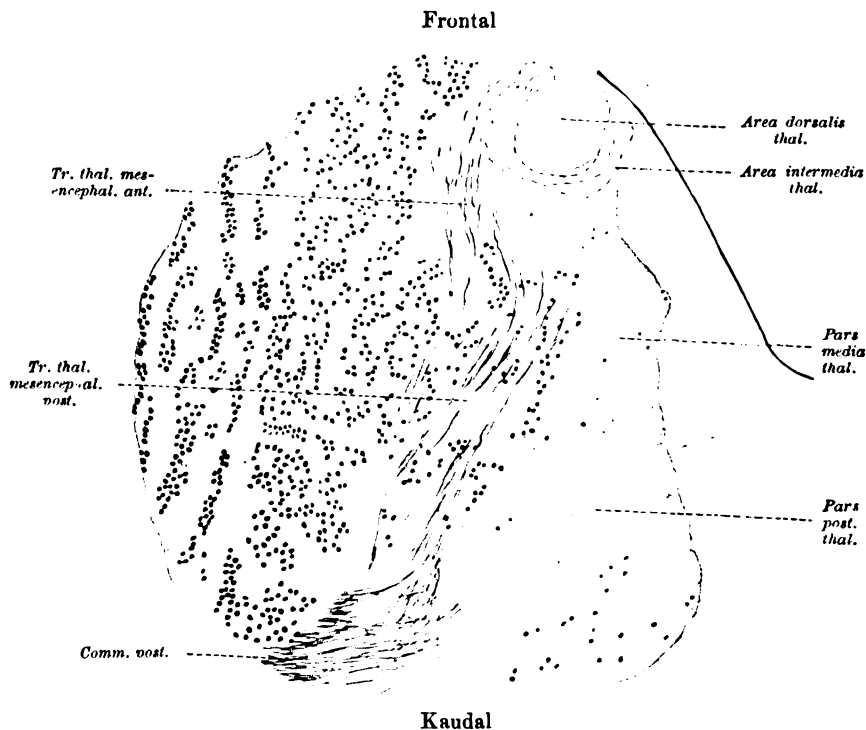 Frontal
Area dorsalis
thal.
Area intermedia
thal.
Tr. thal. mes-
encephal. ant.
Pars
media
thal.
Tr. thal.
mesencephal.
post.
Pars
post.
thal.
Comm. post.
Kaudal